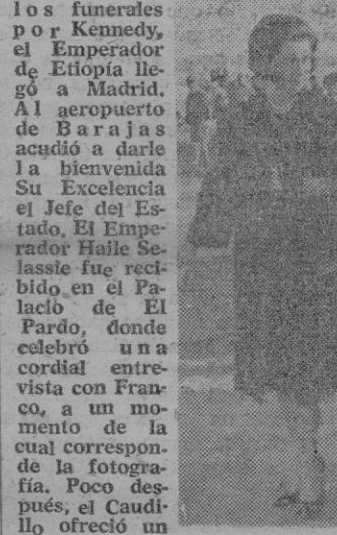 los funerales
por Kennedy,
el Emperador
de Etiopía lle-
gó a Madrid.
Al aeropuerto
de Barajas
acudió a darle
la bienvenida
Su Excelencia
el Jefe del Es-
tado. El Empe-
rador Haile Se-
lassie fue reci-
bido en el Pa-
lacio de El
Pardo, donde
celebró una
cordial entre-
vista con Fran-
co, a un mo-
mento de la
cual correspon-
de la fotogra-
fía. Poco des-
pués, el Caudi-
llo ofreció un